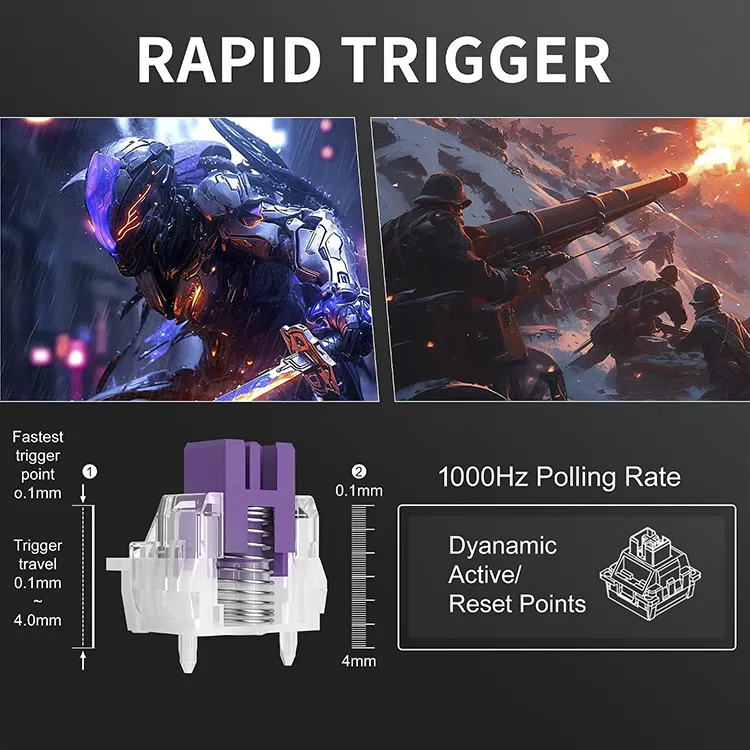 RAPID TRIGGER
Fastest
trigger
point
o.1mm
1
Trigger
travel
0.1mm
~
4.0mm
2
0.1mm
4mm
1000Hz Polling Rate
Dyanamic
Active/
Reset Points